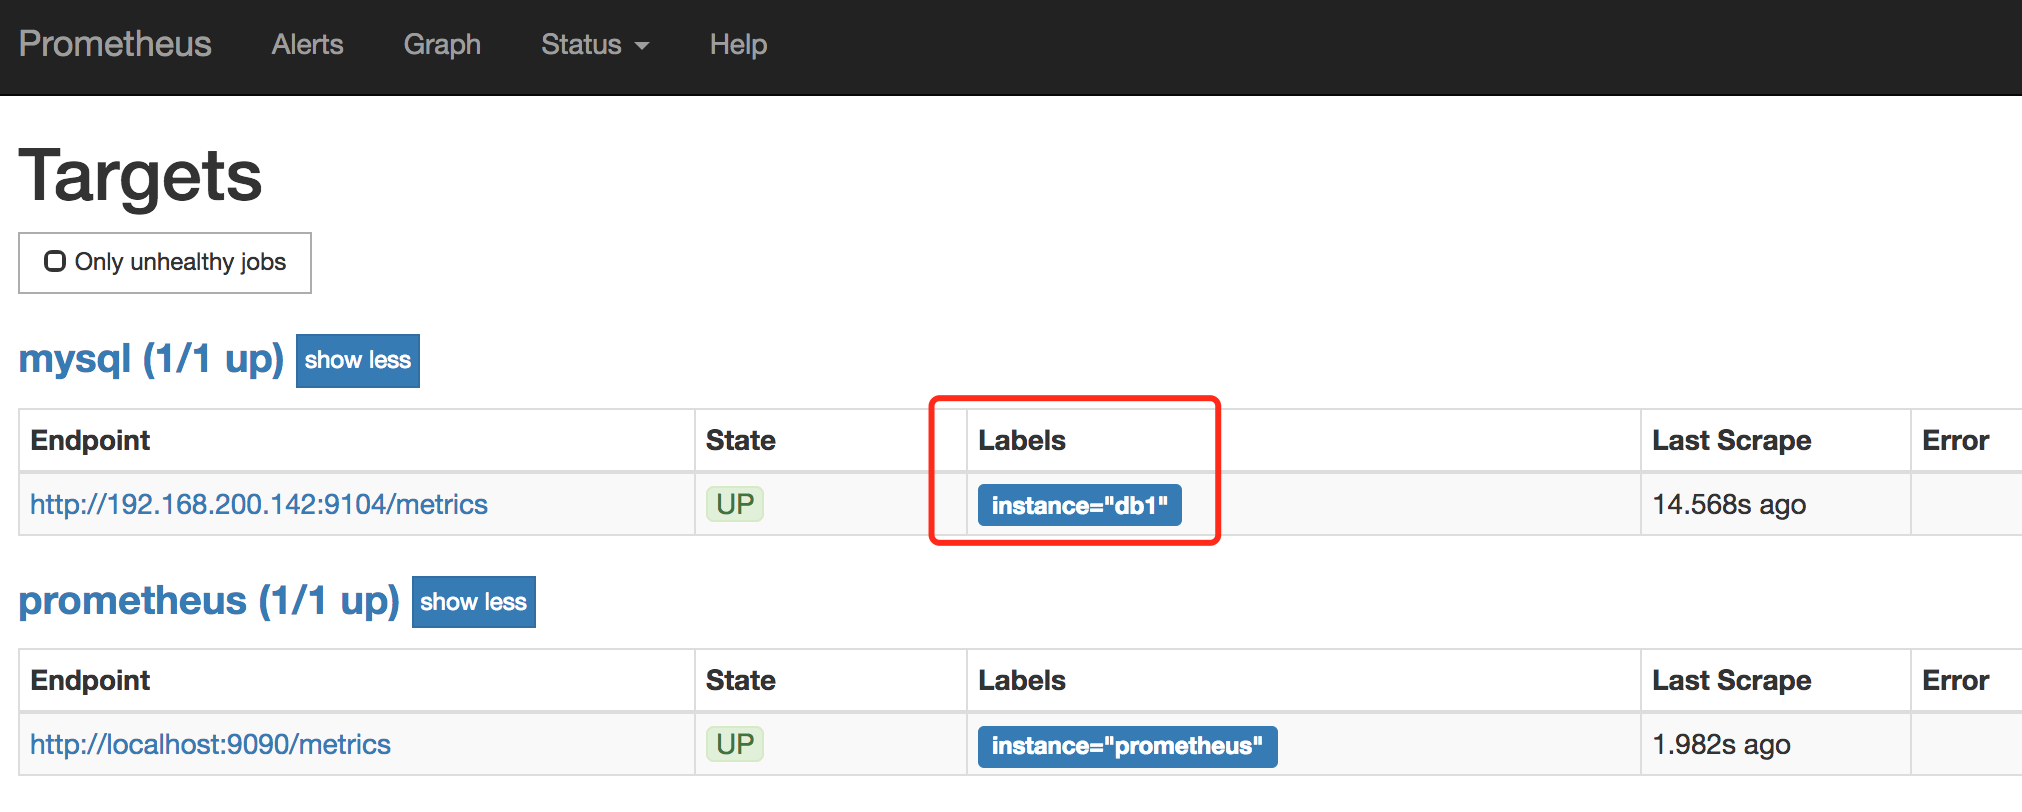 Prometheus Alerts Graph Status Help
Targets
Only unhealthy jobs
mysql (1/1 up) show less
Endpoint State Labels Last Scrape Error
http://192.168.200.142:9104/metrics UP instance="db1" 14.568s ago
prometheus (1/1 up) show less
Endpoint State Labels Last Scrape Error
http://localhost:9090/metrics UP instance="prometheus" 1.982s ago